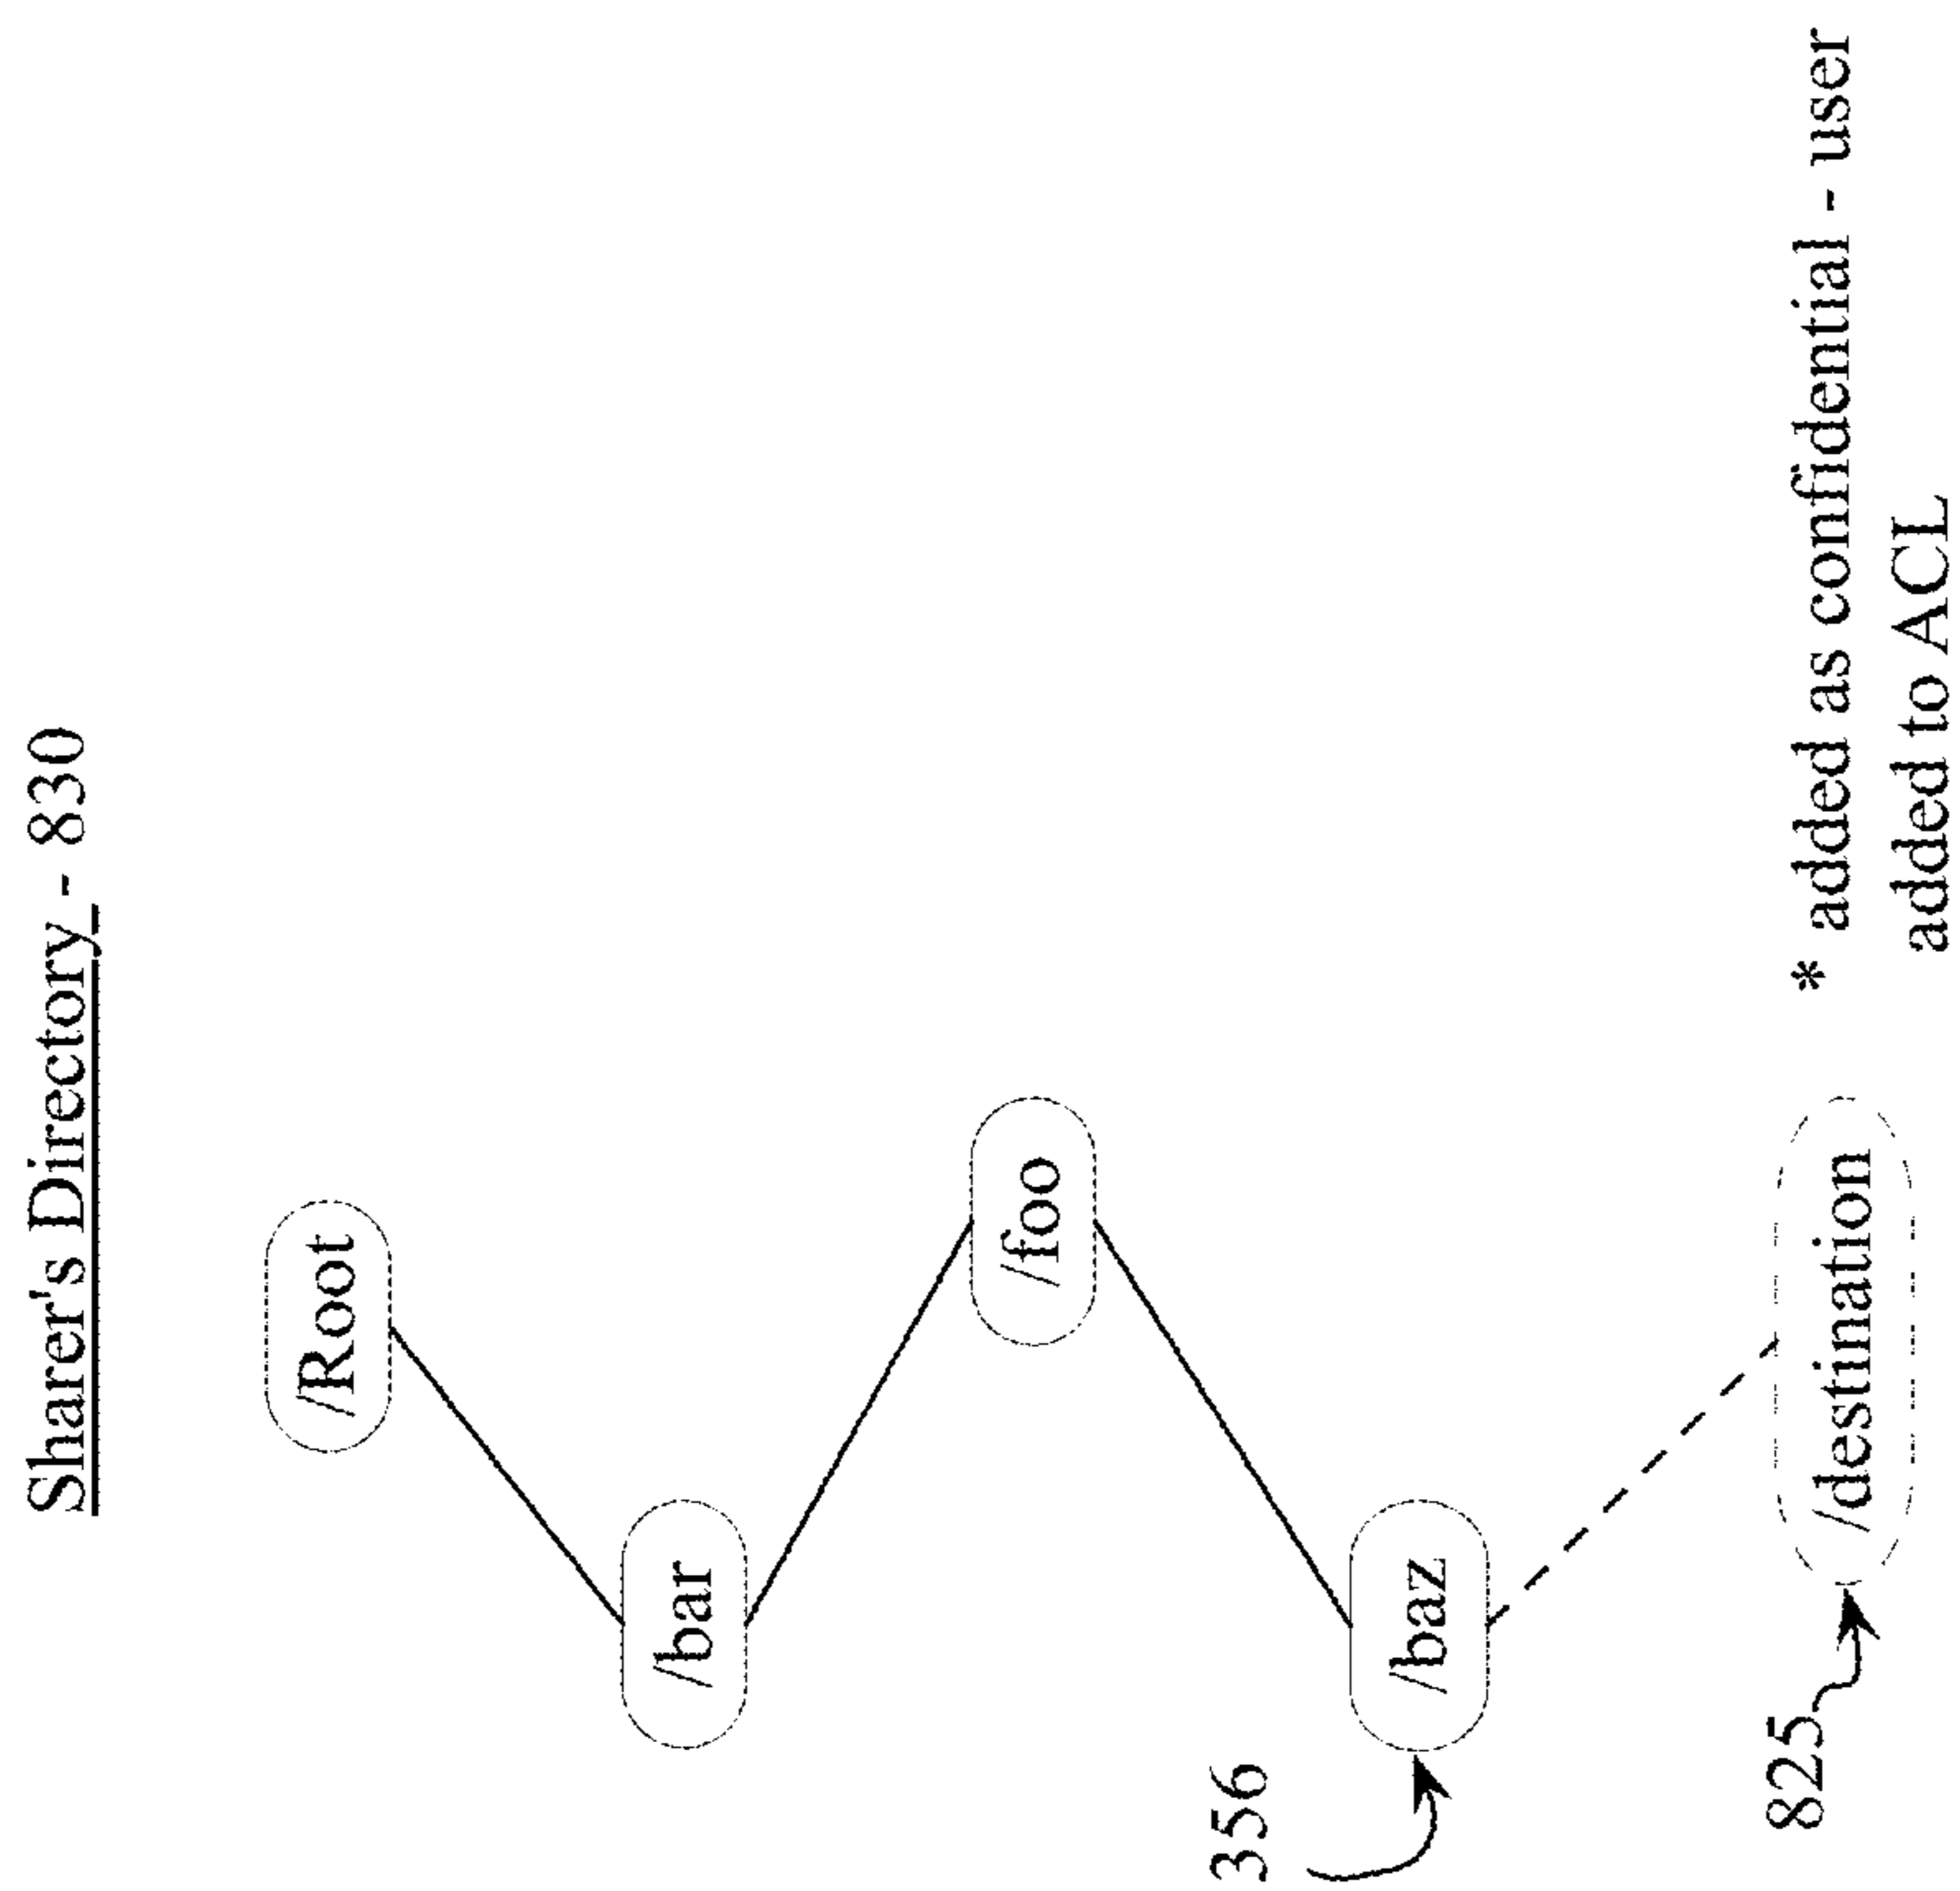 Sharer's Directory - 830
/Root
/bar
/foo
356
/baz
825
/destination
* added as confidential - user
added to ACL